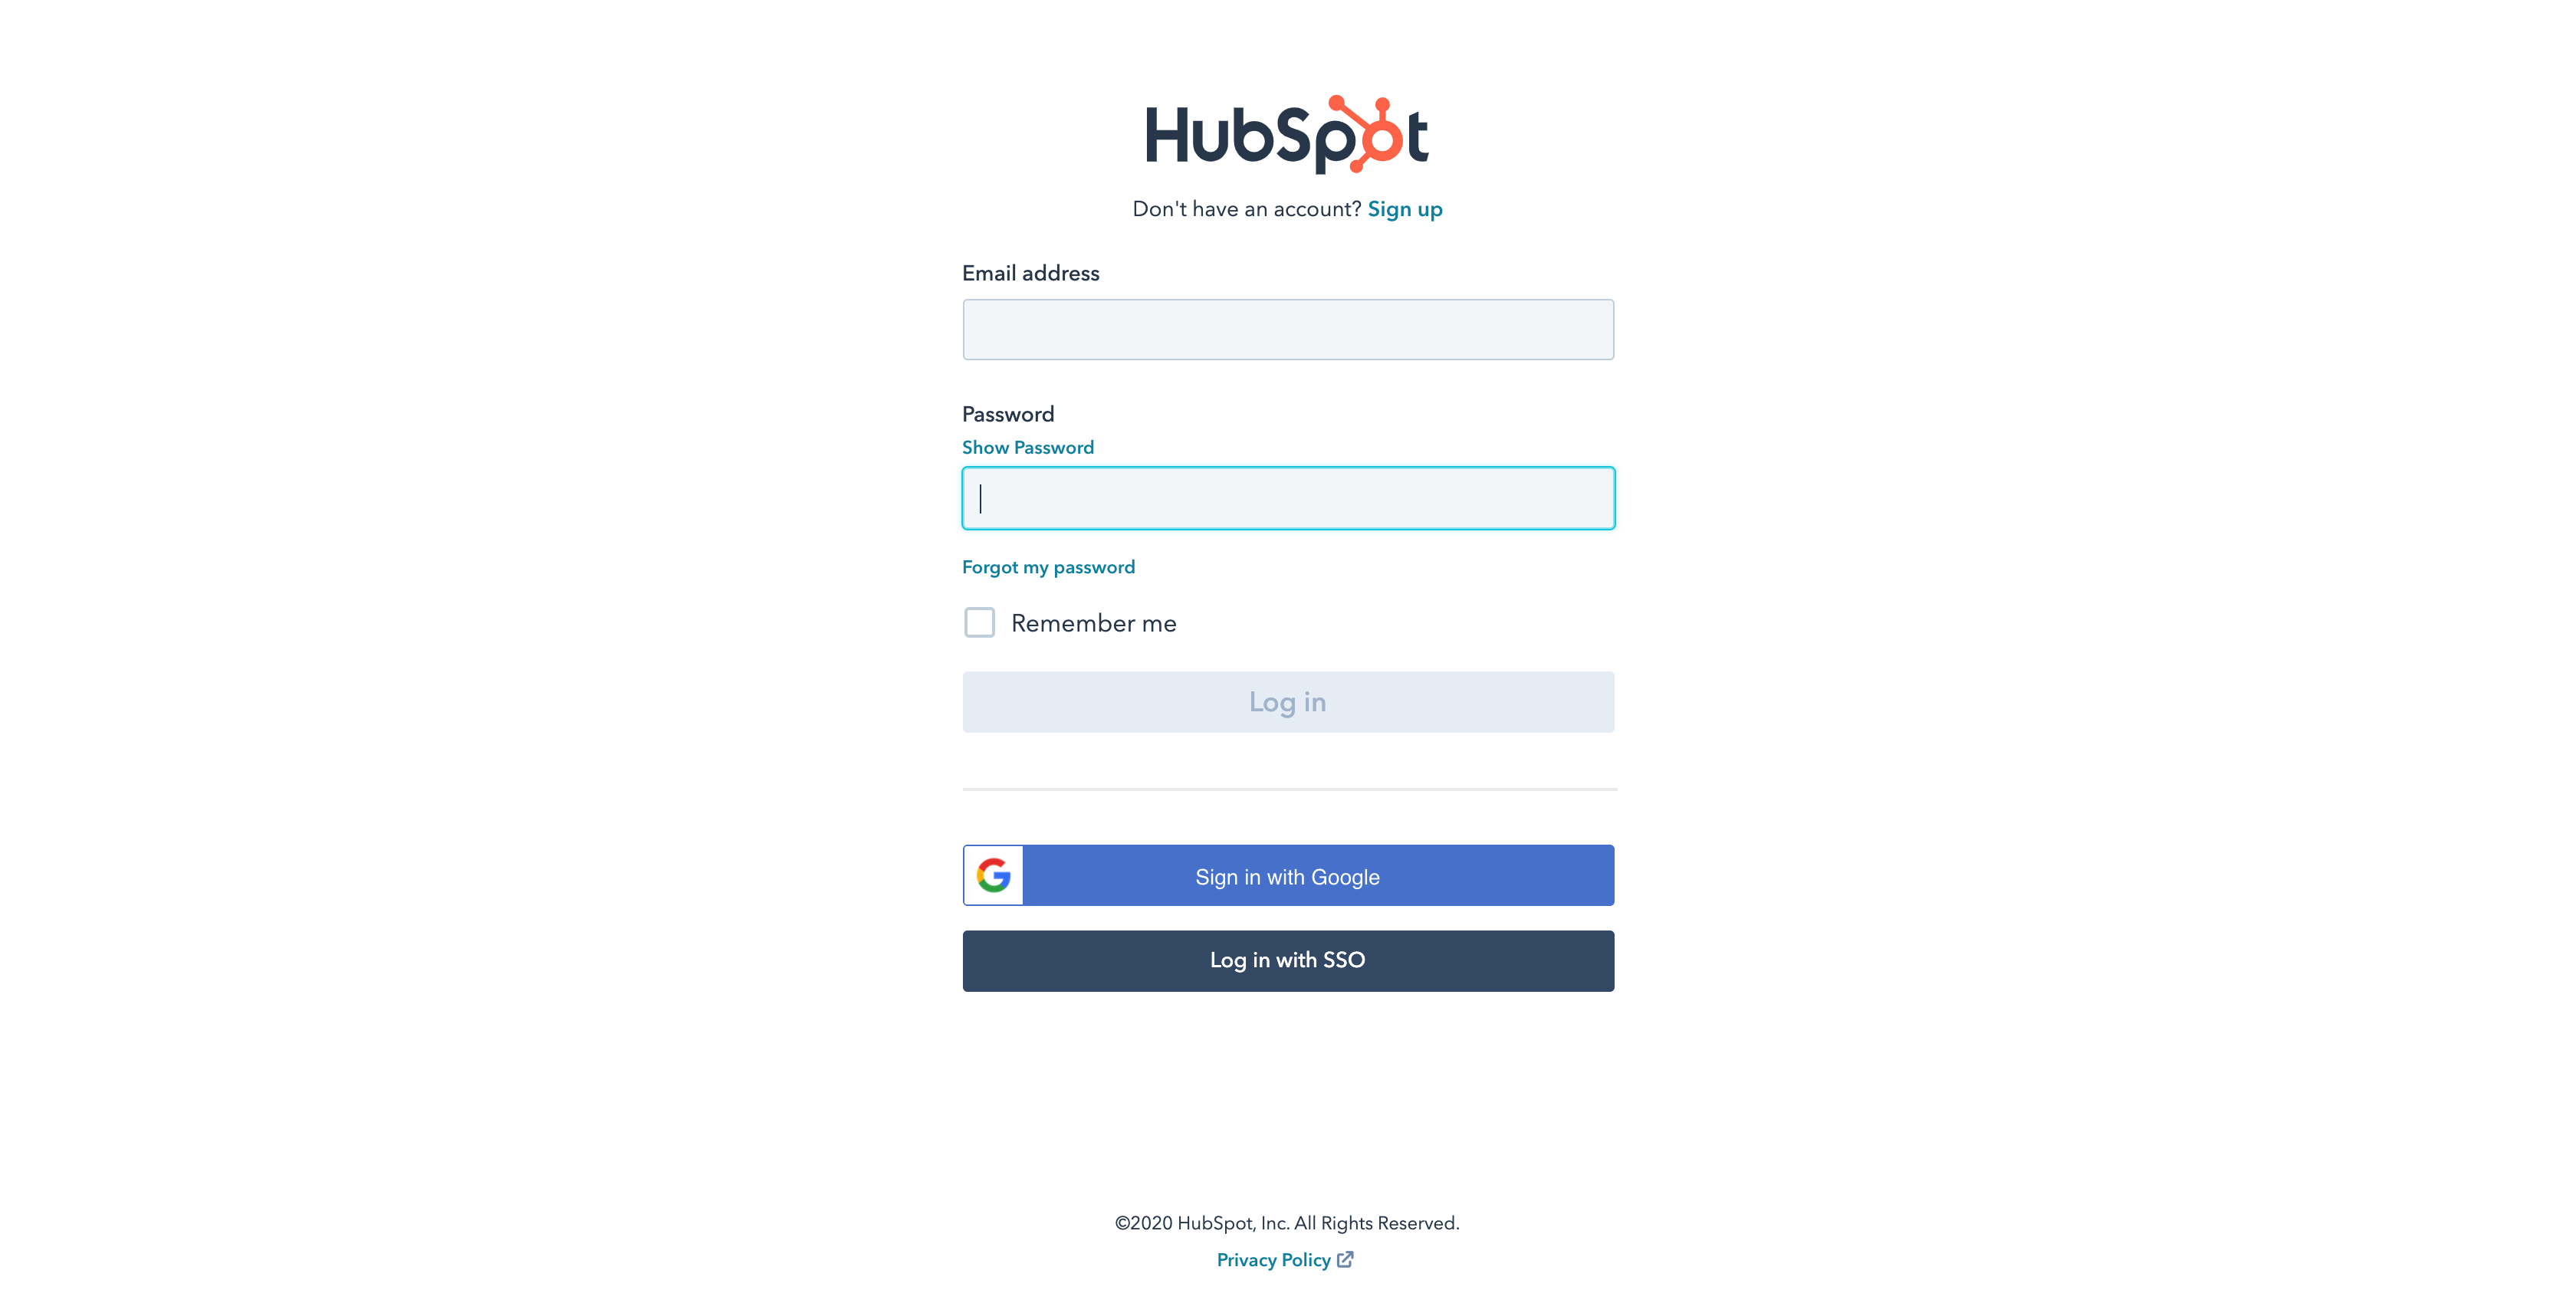 HubSpot
Don't have an account? Sign up
Email address
Password
Show Password
Forgot my password
Remember me
Log in
Sign in with Google
Log in with SSO
©2020 HubSpot, Inc. All Rights Reserved.
Privacy Policy